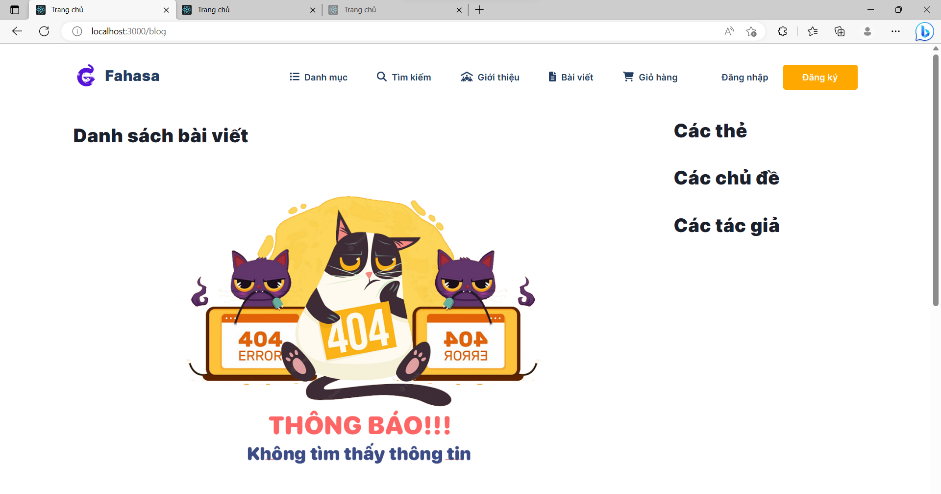 Trang chủ
Trang chủ
Trang chủ
localhost:3000/blog
Fahasa
Danh mục
Tìm kiếm
Giới thiệu
Bài viết
Giỏ hàng
Đăng nhập
Đăng ký
Danh sách bài viết
Các thẻ
Các chủ đề
Các tác giả
404
ERROR
404
404
ERROR
THÔNG BÁO!!!
Không tìm thấy thông tin